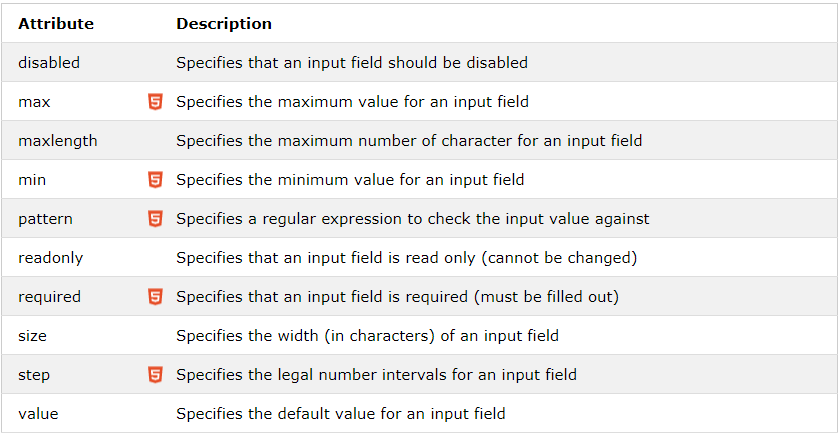 Attribute Description
disabled Specifies that an input field should be disabled
max 5 Specifies the maximum value for an input field
maxlength Specifies the maximum number of character for an input field
min 5 Specifies the minimum value for an input field
pattern 5 Specifies a regular expression to check the input value against
readonly Specifies that an input field is read only (cannot be changed)
required 5 Specifies that an input field is required (must be filled out)
size Specifies the width (in characters) of an input field
step 5 Specifies the legal number intervals for an input field
value Specifies the default value for an input field